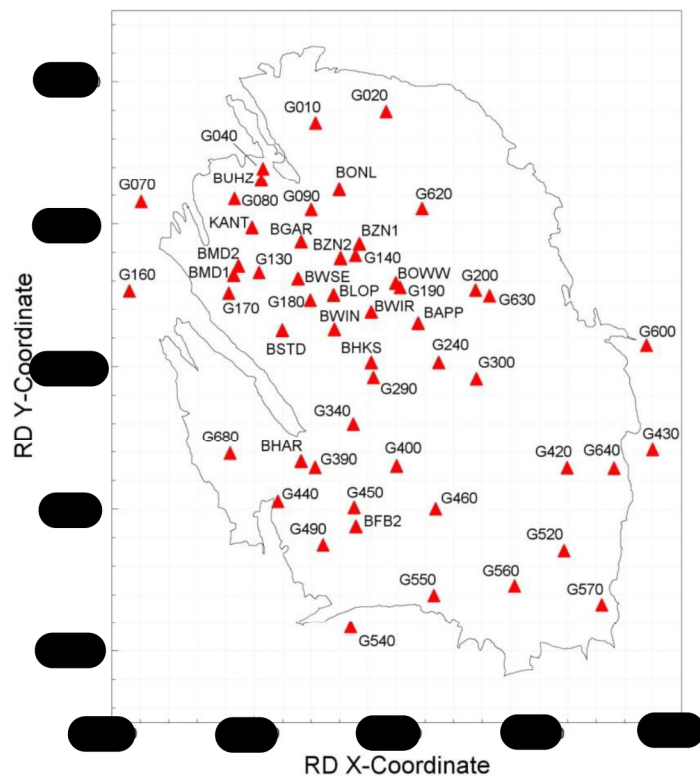 G020
G010
G040
BUHZ
G070
G080
BONL
G090
G620
KANT
BGAR
BZN1
BZN2
G140
BMD2
G130
BMD1
BWSE
BOWW
G200
G160
G170
G180
BLOP
G190
G630
BWIR
BAPP
BWIN
BSTD
G600
BHKS
G240
G300
G290
G340
G680
BHAR
G390
G400
G420
G640
G430
G440
G450
G460
BFB2
G490
G520
G550
G560
G570
G540
RD Y-Coordinate
RD X-Coordinate